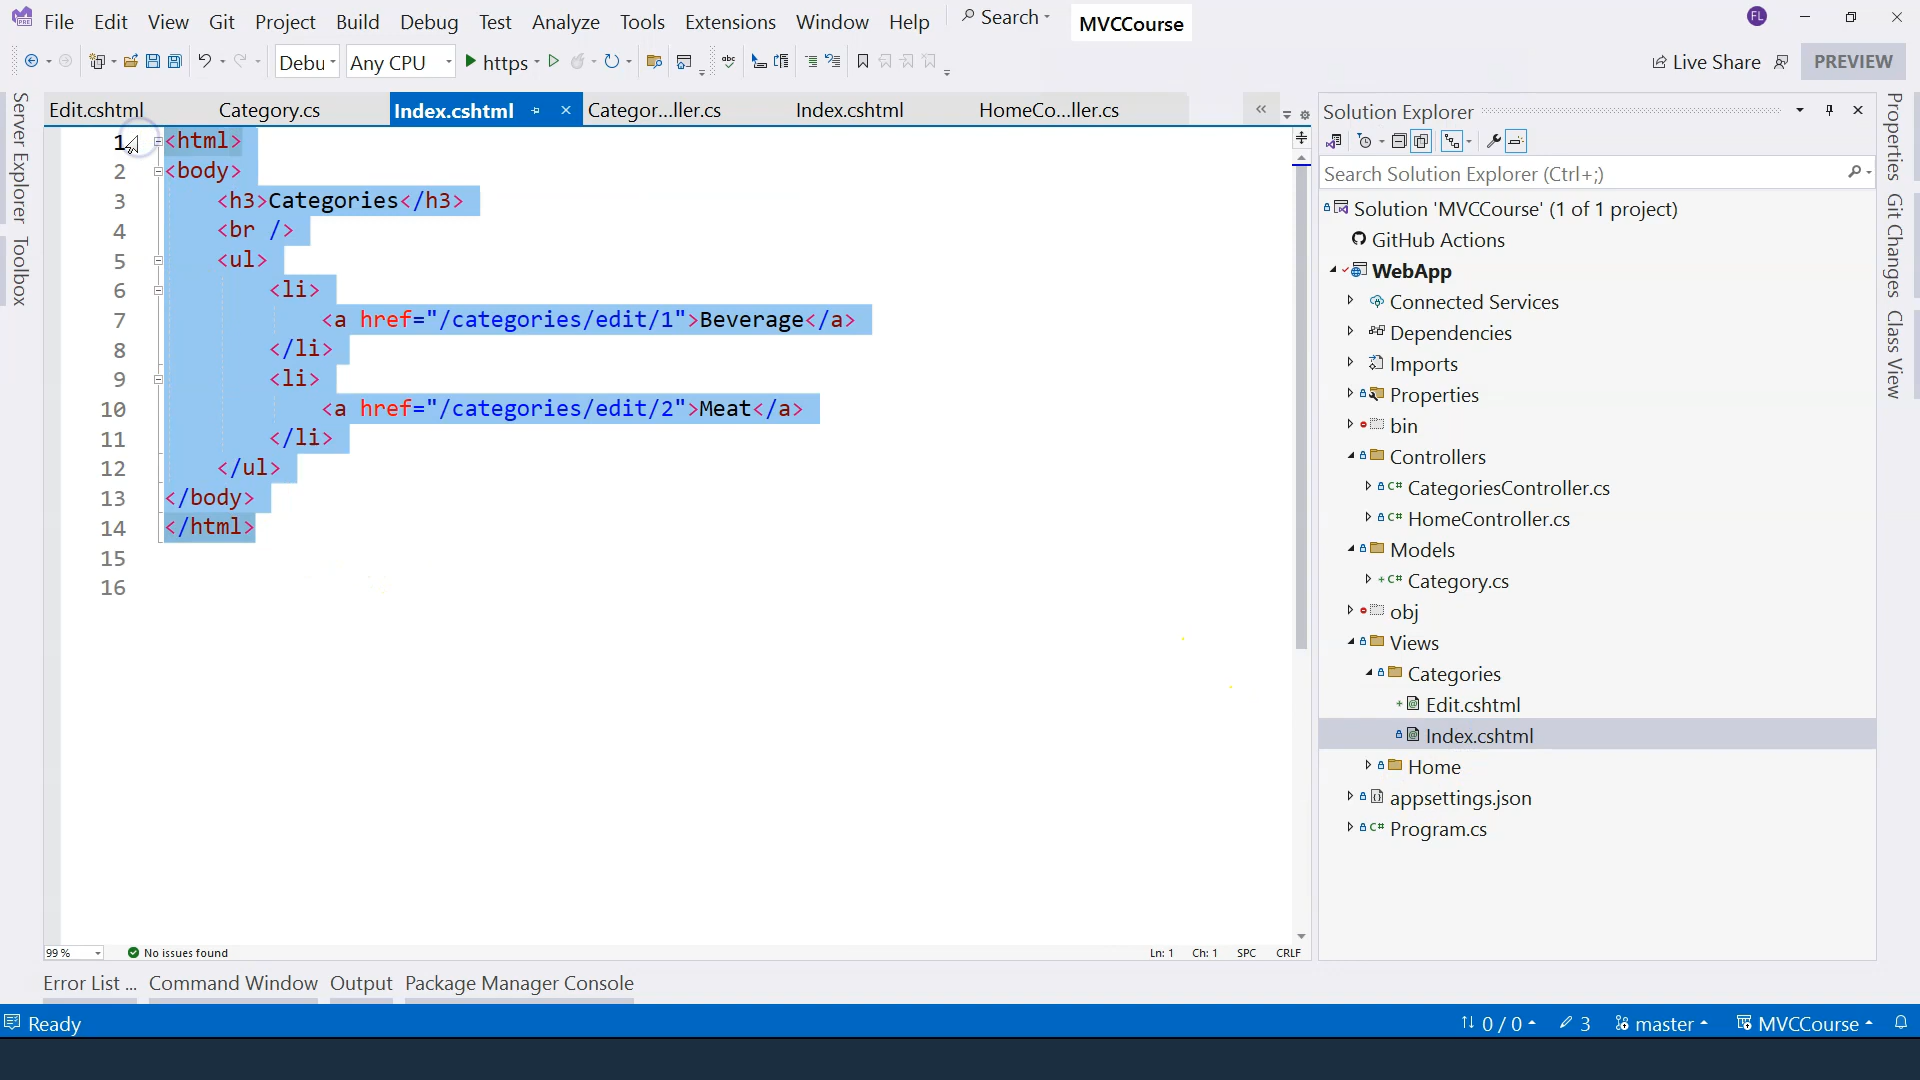 File Edit View Git Project Build Debug Test Analyze Tools Extensions Window Help Search MVCCourse FL
Debu Any CPU https Live Share PREVIEW
Edit.cshtml Category.cs Index.cshtml Categor...ller.cs Index.cshtml HomeCo...ller.cs
Server Explorer
Toolbox
1 <html>
2 <body>
3 <h3>Categories</h3>
4 <br />
5 <ul>
6 <li>
7 <a href="/categories/edit/1">Beverage</a>
8 </li>
9 <li>
10 <a href="/categories/edit/2">Meat</a>
11 </li>
12 </ul>
13 </body>
14 </html>
15
16
99 % No issues found Ln: 1 Ch: 1 SPC CRLF
Solution Explorer
Search Solution Explorer (Ctrl+;)
Solution 'MVCCourse' (1 of 1 project)
GitHub Actions
WebApp
Connected Services
Dependencies
Imports
Properties
bin
Controllers
C# CategoriesController.cs
C# HomeController.cs
Models
C# Category.cs
obj
Views
Categories
Edit.cshtml
Index.cshtml
Home
appsettings.json
C# Program.cs
Properties
Git Changes
Class View
Error List ... Command Window Output Package Manager Console
Ready 0 / 0 3 master MVCCourse